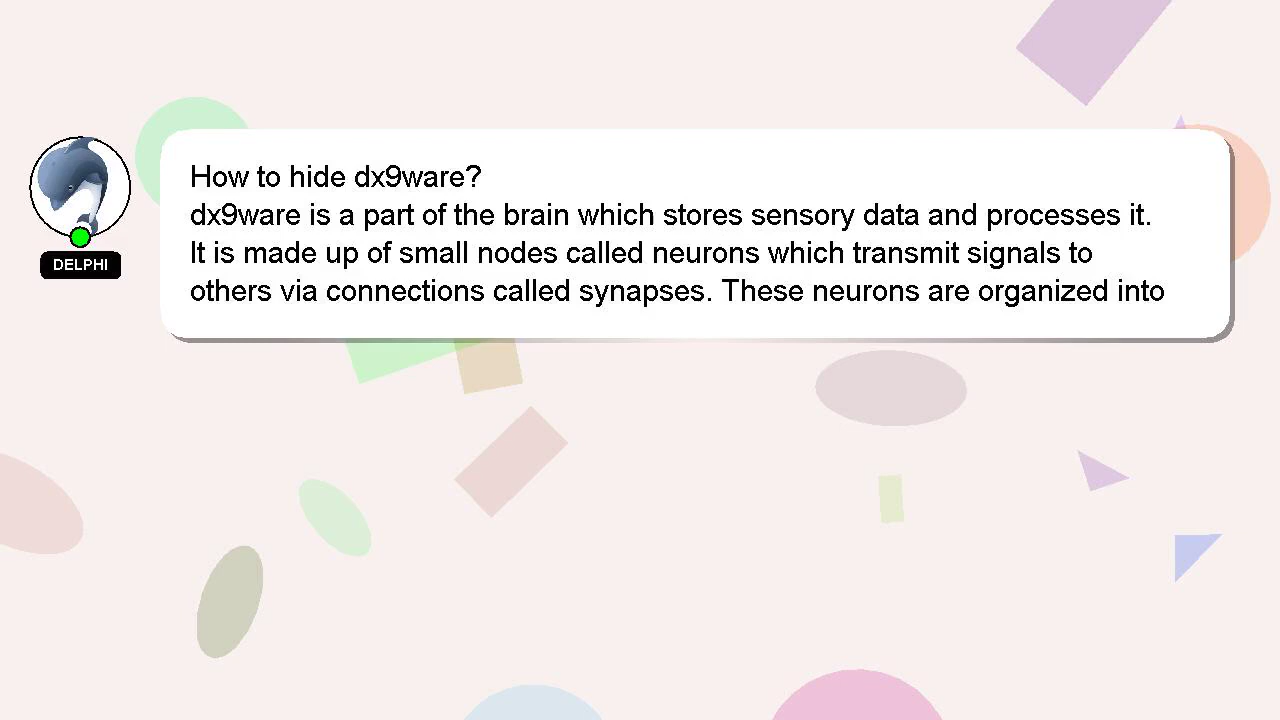 How to hide dx9ware?
dx9ware is a part of the brain which stores sensory data and processes it.
It is made up of small nodes called neurons which transmit signals to
others via connections called synapses. These neurons are organized into
DELPHI